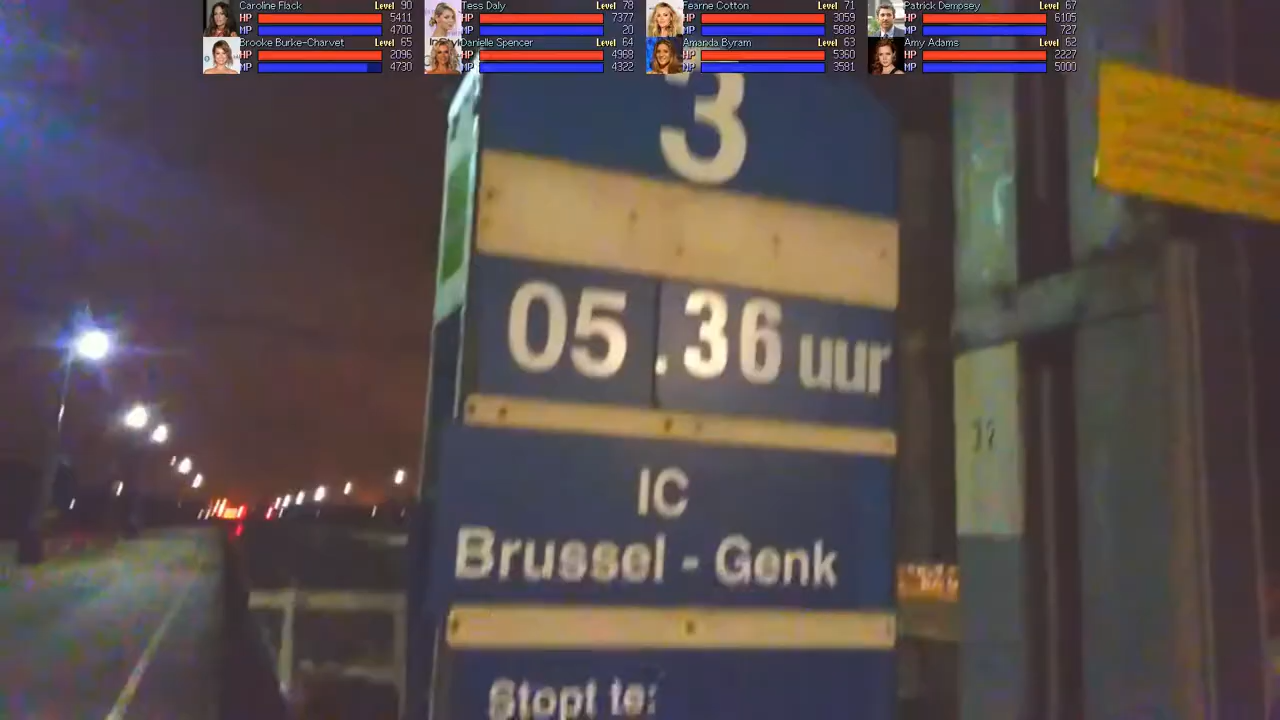 Caroline Flack Level 90
HP 5411
MP 4700
Tess Daly Level 78
HP 7377
MP 20
Fearne Cotton Level 71
HP 3059
MP 5688
Patrick Dempsey Level 67
HP 6105
MP 727
Brooke Burke-Charvet Level 65
HP 2096
MP 4730
Danielle Spencer Level 64
HP 4989
MP 4322
Amanda Byram Level 63
HP 5360
MP 3581
Amy Adams Level 62
HP 2227
MP 5000
3
05.36 uur
IC
Brussel - Genk
Stopt te: